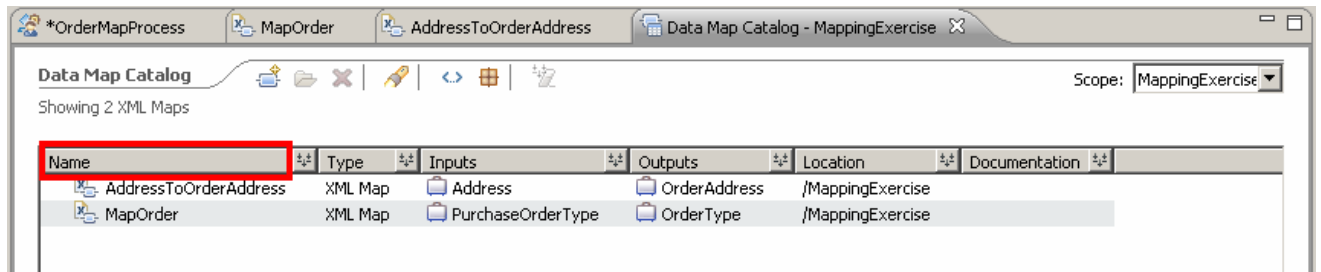 *OrderMapProcess MapOrder AddressToOrderAddress Data Map Catalog - MappingExercise
Data Map Catalog Scope: MappingExercise
Showing 2 XML Maps
Name Type Inputs Outputs Location Documentation
AddressToOrderAddress XML Map Address OrderAddress /MappingExercise
MapOrder XML Map PurchaseOrderType OrderType /MappingExercise